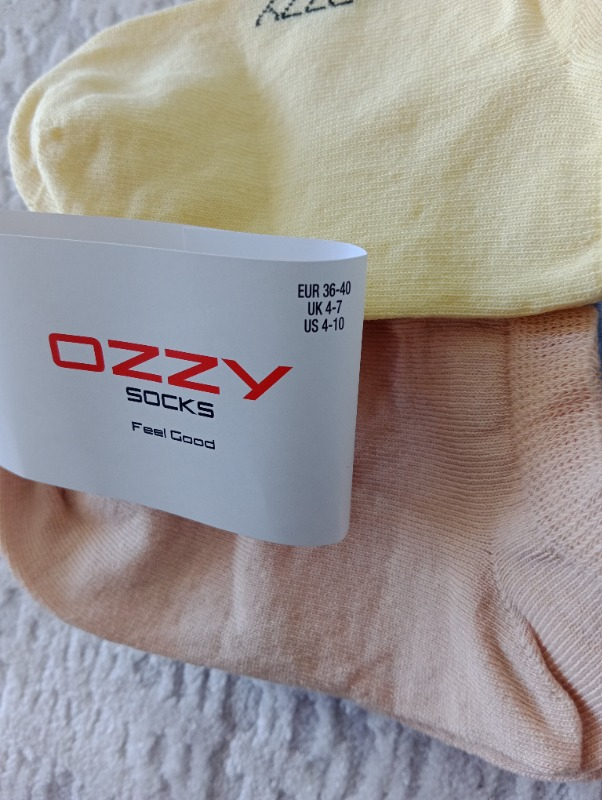 EUR 36-40
UK 4-7
US 4-10
OZZY
SOCKS
Feel Good